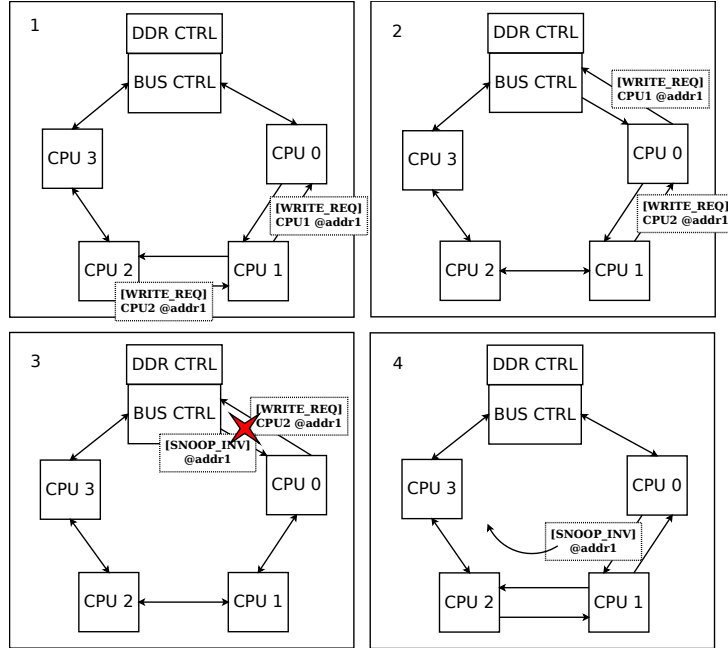 1
DDR CTRL
BUS CTRL
CPU 3
CPU 0
[WRITE_REQ]
CPU1 @addr1
CPU 2
CPU 1
[WRITE_REQ]
CPU2 @addr1
2
DDR CTRL
BUS CTRL
[WRITE_REQ]
CPU1 @addr1
CPU 3
CPU 0
[WRITE_REQ]
CPU2 @addr1
CPU 2
CPU 1
3
DDR CTRL
BUS CTRL
[WRITE_REQ]
CPU2 @addr1
[SNOOP_INV]
@addr1
CPU 3
CPU 0
CPU 2
CPU 1
4
DDR CTRL
BUS CTRL
CPU 3
CPU 0
[SNOOP_INV]
@addr1
CPU 2
CPU 1